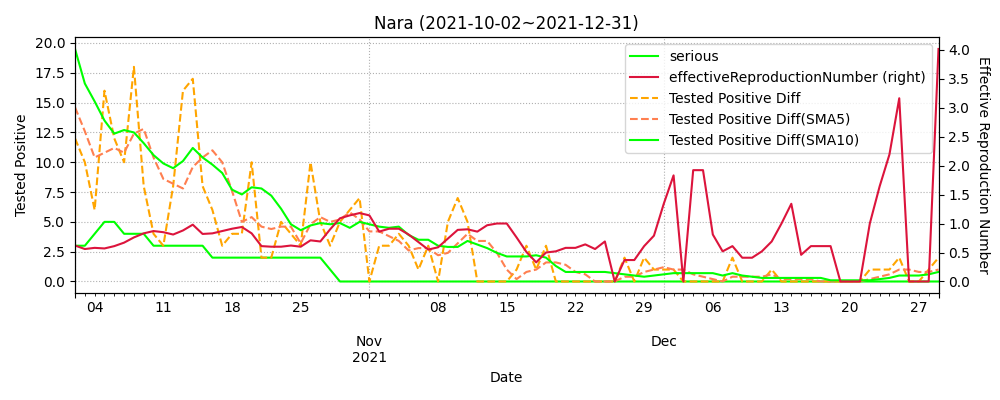 Nara (2021-10-02~2021-12-31)
serious
effectiveReproductionNumber (right)
Tested Positive Diff
Tested Positive Diff(SMA5)
Tested Positive Diff(SMA10)
Tested Positive
20.0
17.5
15.0
12.5
10.0
7.5
5.0
2.5
0.0
4.0
3.5
3.0
2.5
2.0
1.5
1.0
0.5
0.0
Effective Reproduction Number
04 11 18 25 08 15 22 29 06 13 20 27
Nov Dec
2021
Date